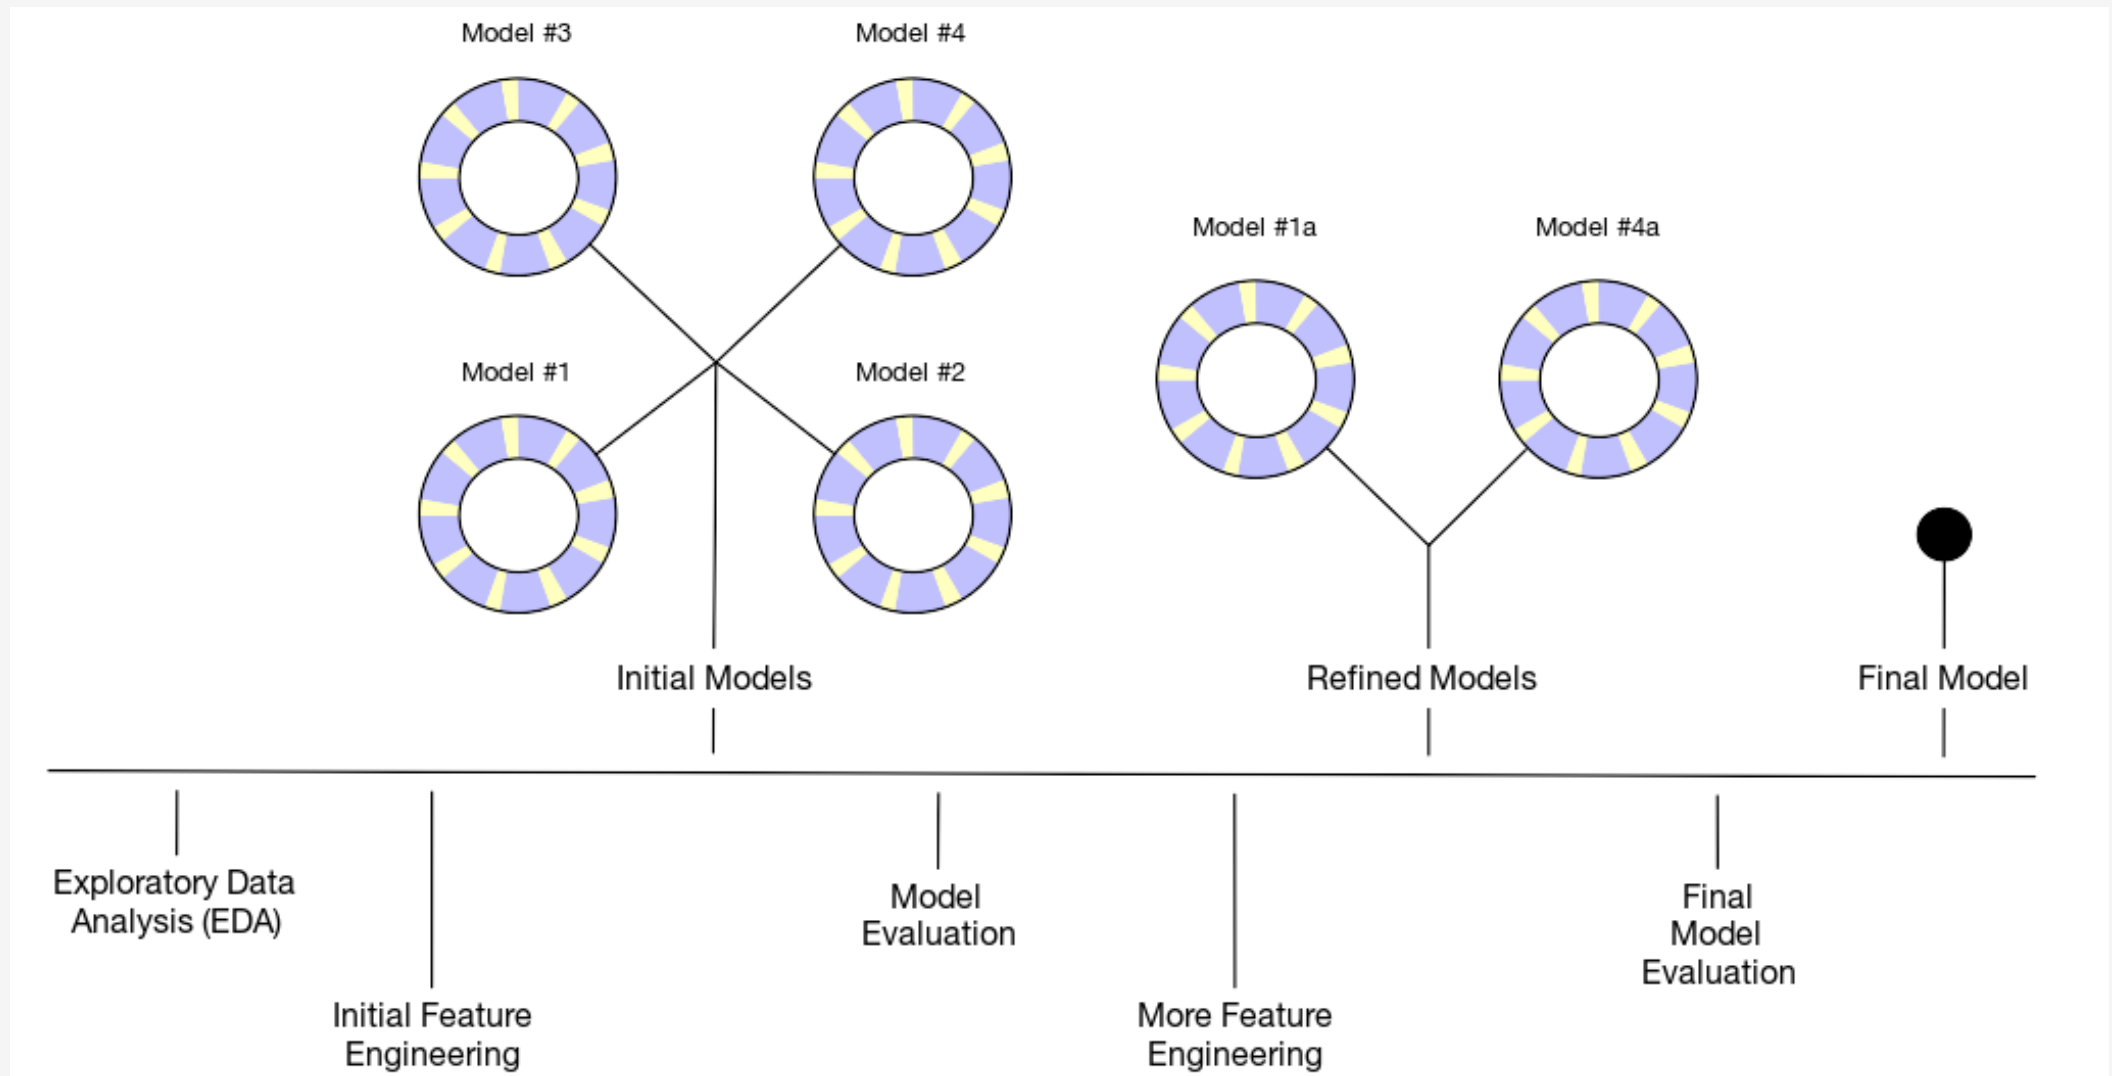 Model #3
Model #4
Model #1a
Model #4a
Model #1
Model #2
Initial Models
Refined Models
Final Model
Exploratory Data
Analysis (EDA)
Initial Feature
Engineering
Model
Evaluation
More Feature
Engineering
Final
Model
Evaluation